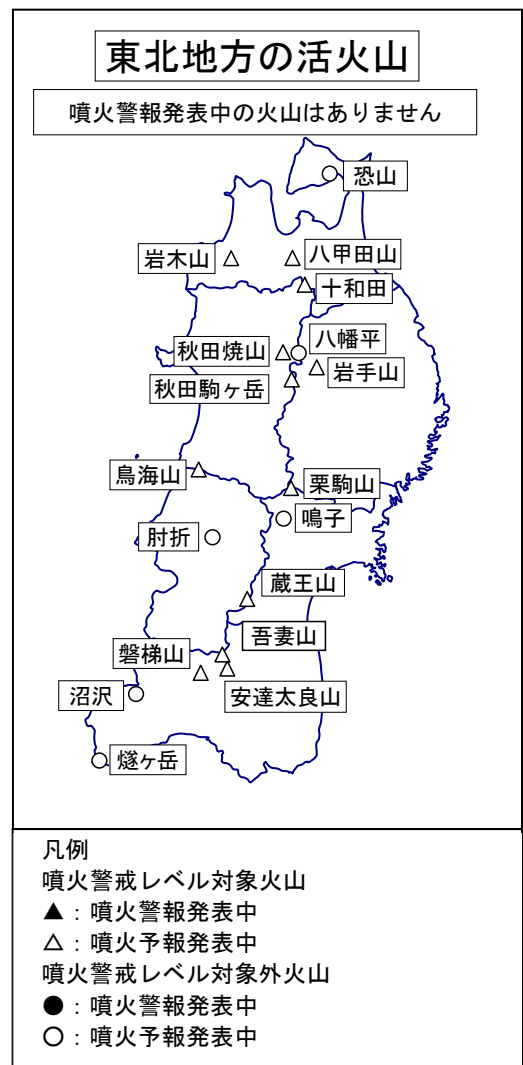 東北地方の活火山
噴火警報発表中の火山はありません
恐山
岩木山
八甲田山
十和田
秋田焼山
八幡平
岩手山
秋田駒ヶ岳
鳥海山
栗駒山
鳴子
肘折
蔵王山
吾妻山
磐梯山
沼沢
安達太良山
燧ヶ岳
凡例
噴火警戒レベル対象火山
▲：噴火警報発表中
△：噴火予報発表中
噴火警戒レベル対象外火山
●：噴火警報発表中
○：噴火予報発表中